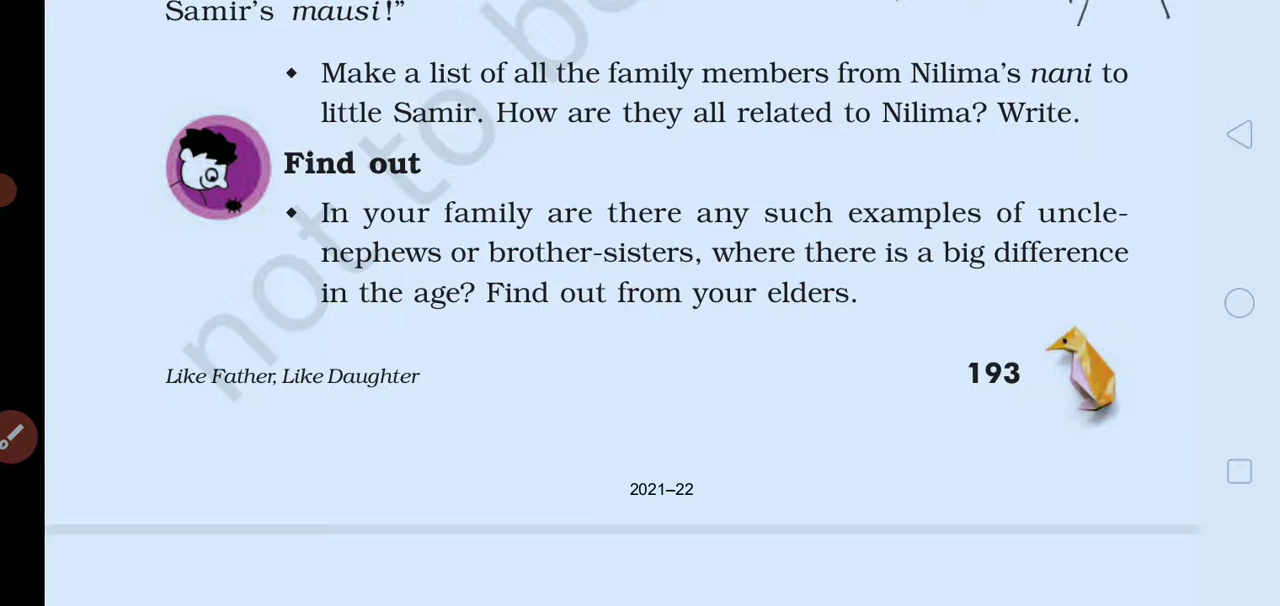 Samir's mausi!"
◆ Make a list of all the family members from Nilima's nani to
little Samir. How are they all related to Nilima? Write.
Find out
◆ In your family are there any such examples of uncle-
nephews or brother-sisters, where there is a big difference
in the age? Find out from your elders.
Like Father, Like Daughter
193
2021–22
not to b